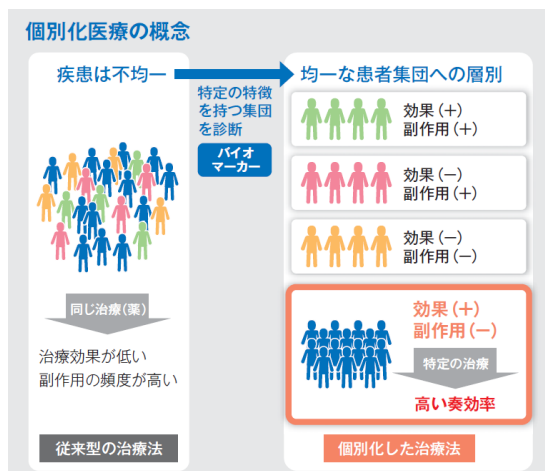 個別化医療の概念
疾患は不均一
特定の特徴
を持つ集団
を診断
バイオ
マーカー
均一な患者集団への層別
効果(+)
副作用(+)
効果(−)
副作用(+)
効果(−)
副作用(−)
同じ治療(薬)
治療効果が低い
副作用の頻度が高い
従来型の治療法
効果(+)
副作用(−)
特定の治療
高い奏効率
個別化した治療法